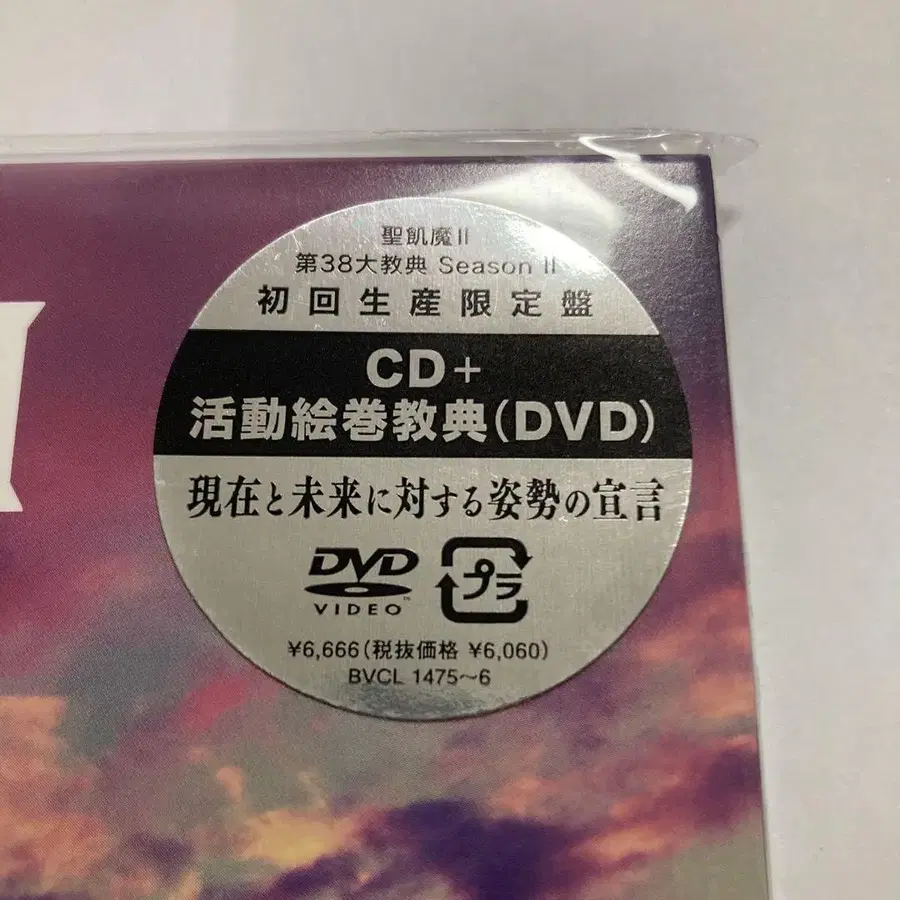 聖飢魔II
第38大教典 Season II
初回生産限定盤
CD+
活動絵巻教典(DVD)
現在と未来に対する姿勢の宣言
DVD
VIDEO™
プラ
¥6,666(税抜価格 ¥6,060)
BVCL 1475〜6